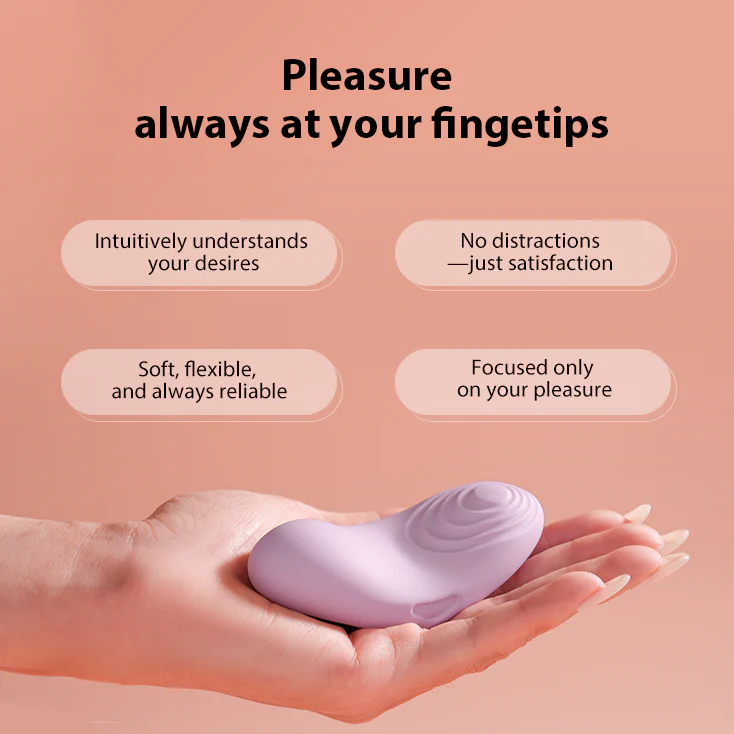 Pleasure
always at your fingetips
Intuitively understands
your desires
No distractions
—just satisfaction
Soft, flexible,
and always reliable
Focused only
on your pleasure